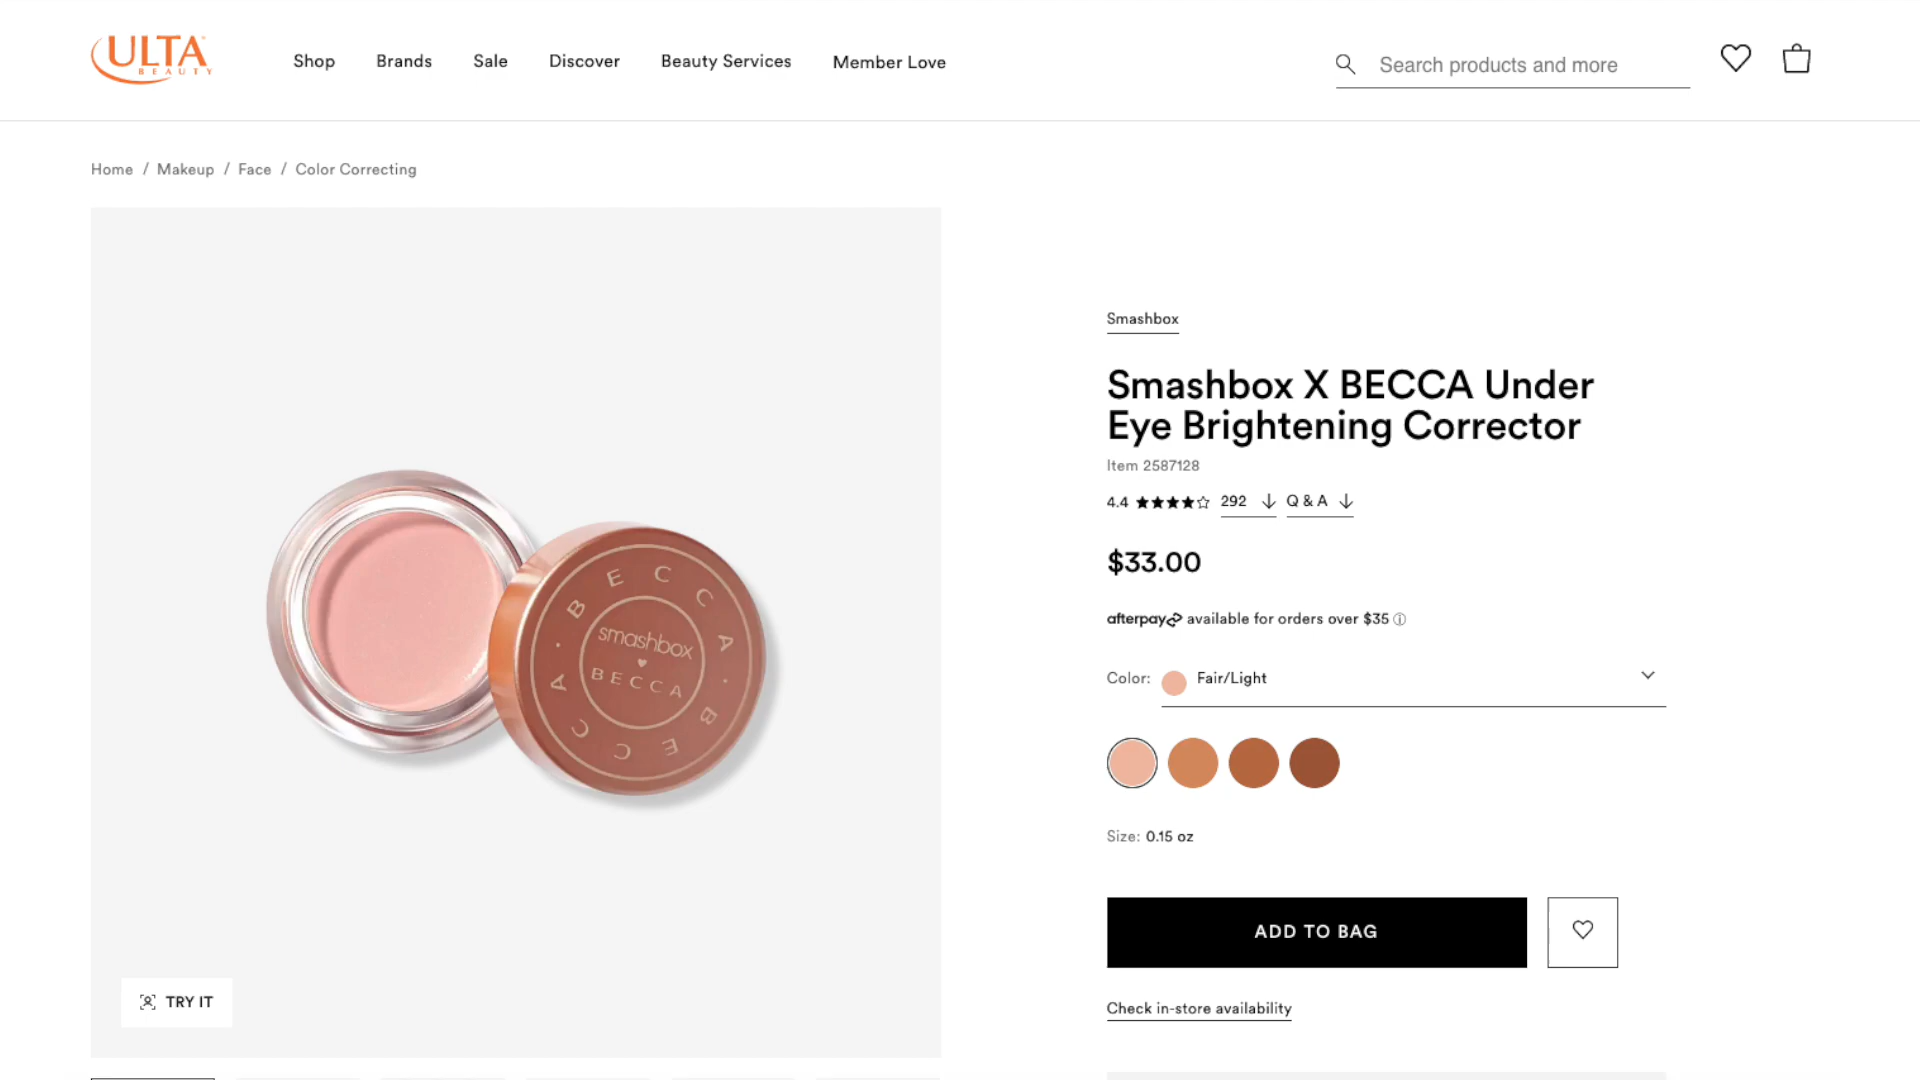 ULTA
BEAUTY
Shop
Brands
Sale
Discover
Beauty Services
Member Love
Search products and more
Home / Makeup / Face / Color Correcting
BECCA · BECCA ·
smashbox
BECCA
TRY IT
Smashbox
Smashbox X BECCA Under
Eye Brightening Corrector
Item 2587128
4.4 292 Q & A
$33.00
afterpay available for orders over $35
Color: Fair/Light
Size: 0.15 oz
ADD TO BAG
Check in-store availability